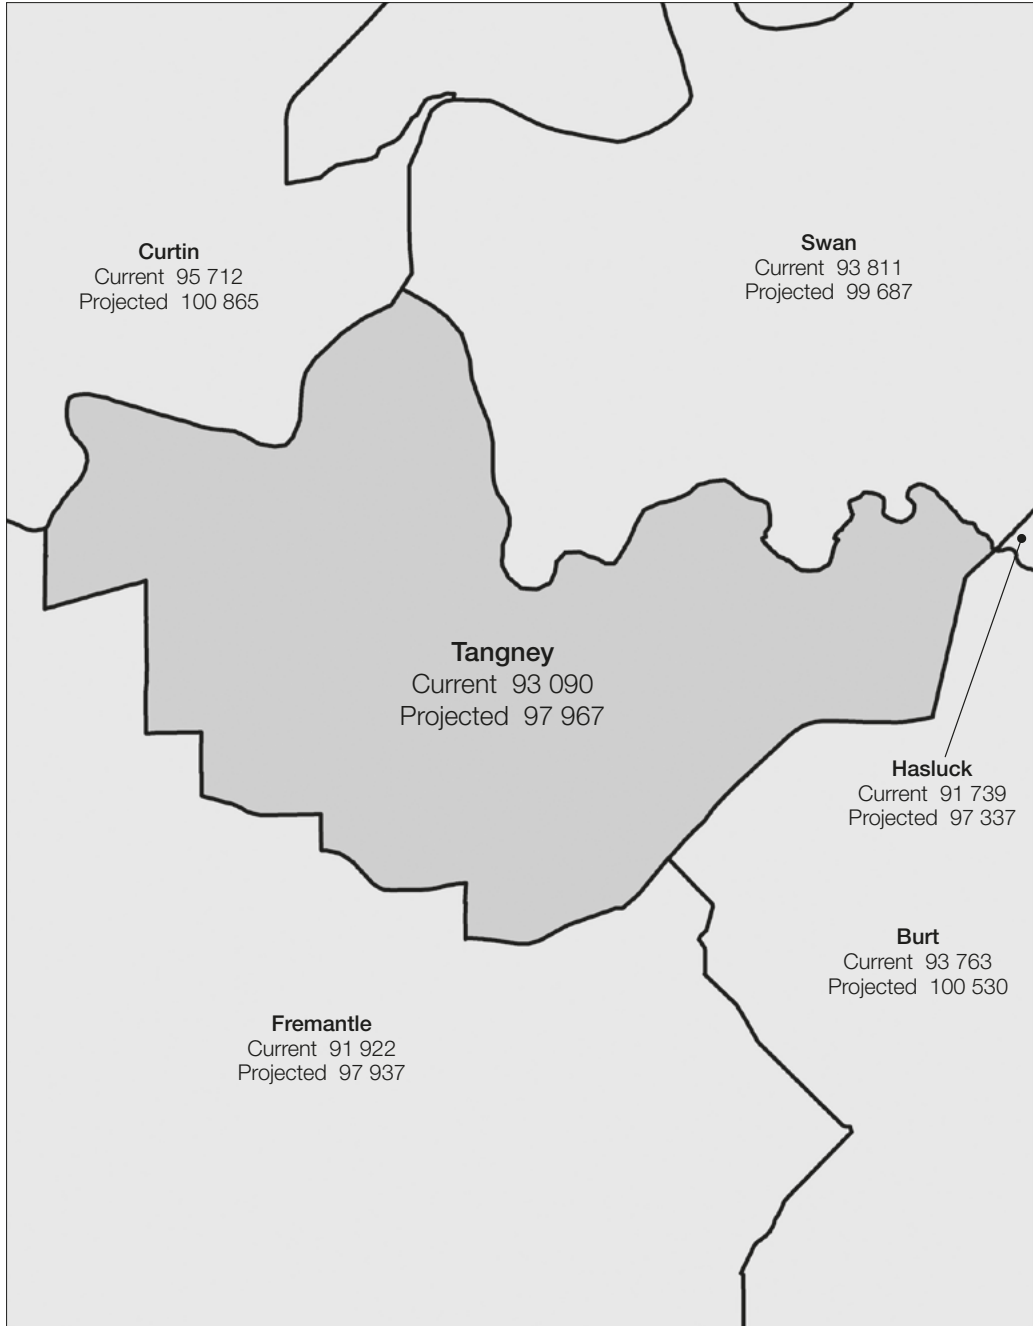 Curtin
Current 95 712
Projected 100 865
Swan
Current 93 811
Projected 99 687
Tangney
Current 93 090
Projected 97 967
Hasluck
Current 91 739
Projected 97 337
Burt
Current 93 763
Projected 100 530
Fremantle
Current 91 922
Projected 97 937